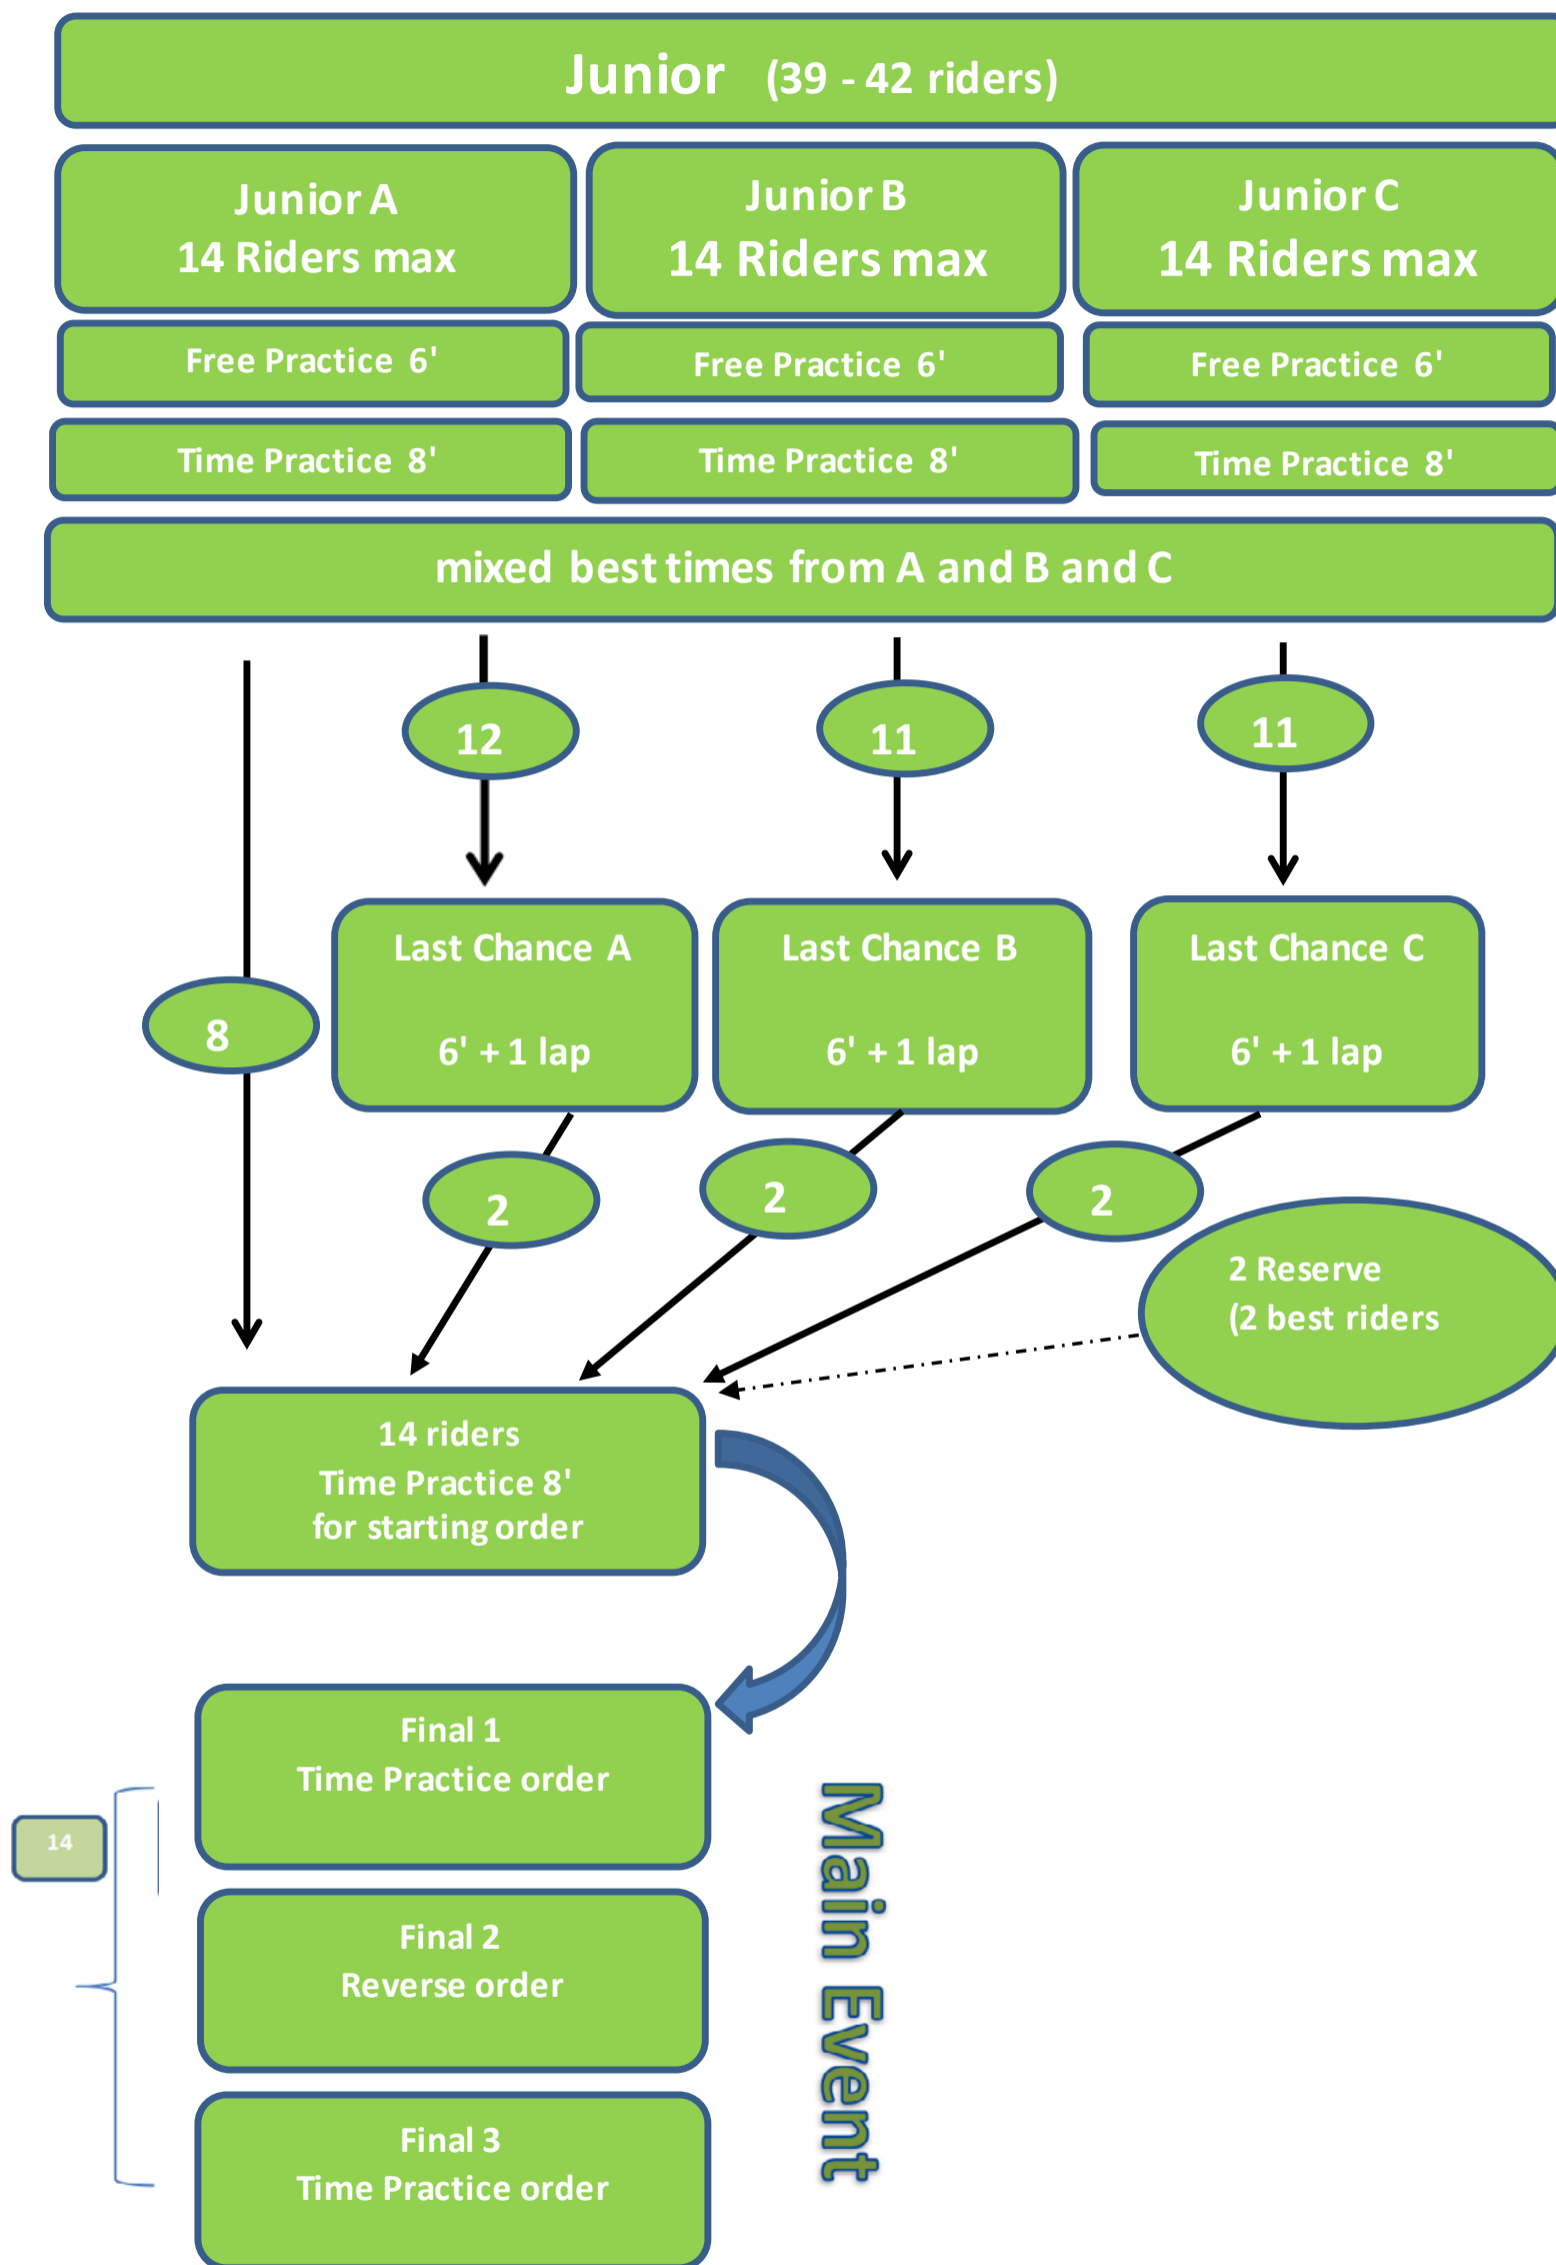 Junior (39 - 42 riders)
Junior A
14 Riders max
Junior B
14 Riders max
Junior C
14 Riders max
Free Practice 6'
Free Practice 6'
Free Practice 6'
Time Practice 8'
Time Practice 8'
Time Practice 8'
mixed best times from A and B and C
12
11
11
Last Chance A
6' + 1 lap
Last Chance B
6' + 1 lap
Last Chance C
6' + 1 lap
8
2
2
2
2 Reserve
(2 best riders
14 riders
Time Practice 8'
for starting order
Final 1
Time Practice order
14
Final 2
Reverse order
Final 3
Time Practice order
Main Event